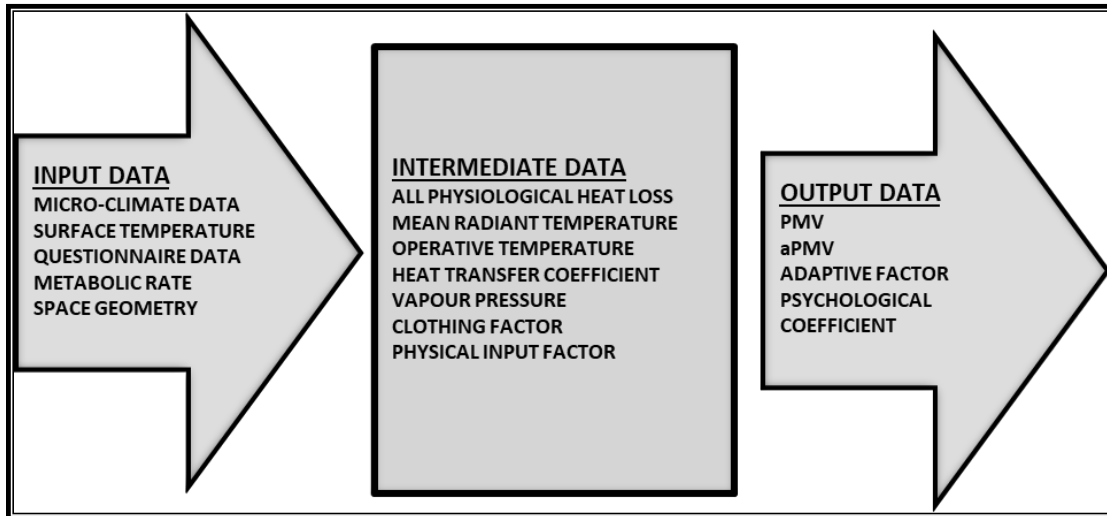 INPUT DATA
MICRO-CLIMATE DATA
SURFACE TEMPERATURE
QUESTIONNAIRE DATA
METABOLIC RATE
SPACE GEOMETRY
INTERMEDIATE DATA
ALL PHYSIOLOGICAL HEAT LOSS
MEAN RADIANT TEMPERATURE
OPERATIVE TEMPERATURE
HEAT TRANSFER COEFFICIENT
VAPOUR PRESSURE
CLOTHING FACTOR
PHYSICAL INPUT FACTOR
OUTPUT DATA
PMV
aPMV
ADAPTIVE FACTOR
PSYCHOLOGICAL
COEFFICIENT